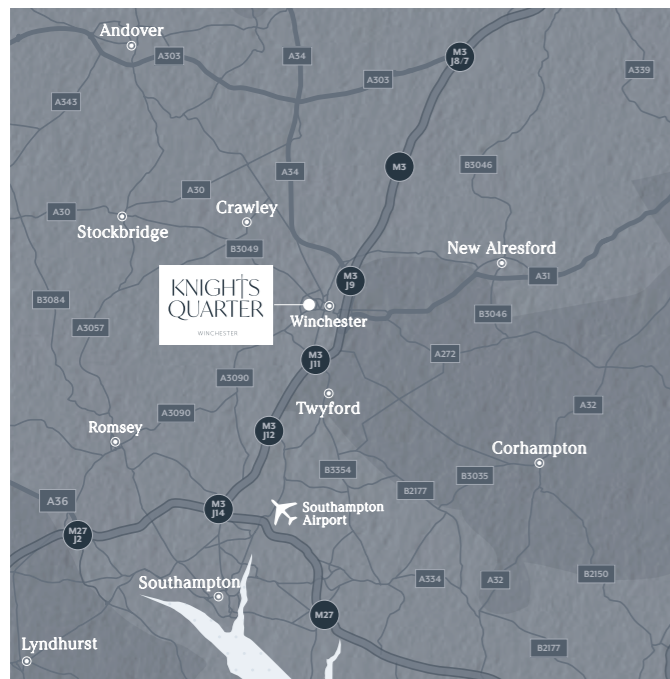 Andover
A303
A34
M3
J8/7
A303
A339
A343
M3
B3046
A34
A30
A30
Crawley
Stockbridge
B3049
New Alresford
A31
M3
J9
KNIGHTS
QUARTER
WINCHESTER
B3084
Winchester
B3046
A3057
M3
J11
A272
A3090
Twyford
A3090
A32
Romsey
M3
J12
Corhampton
B3354
B3035
B2177
A36
M3
J14
Southampton
Airport
M27
J2
Southampton
A334
A32
B2150
M27
Lyndhurst
B2177